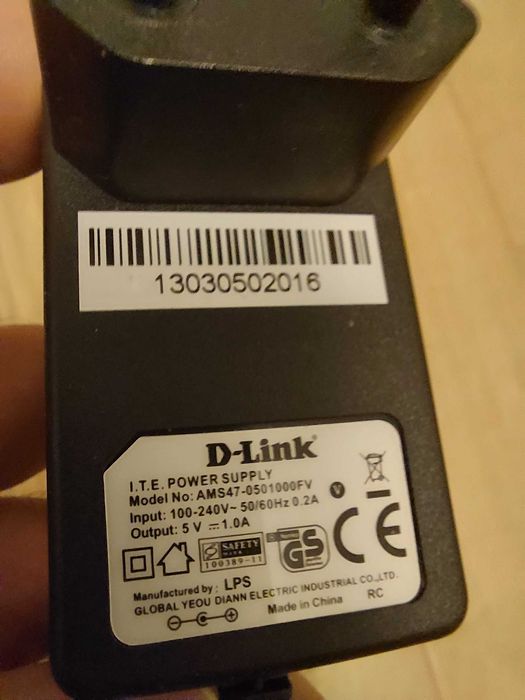 13030502016
D-Link
I.T.E. POWER SUPPLY
Model No: AMS47-0501000FV
Input: 100-240V~ 50/60Hz 0.2A
Output: 5 V ⎓ 1.0A
V
SAFETY
100389-11
GS
CE
Manufactured by: LPS
GLOBAL YEOU DIANN ELECTRIC INDUSTRIAL CO.,LTD.
Made in China RC